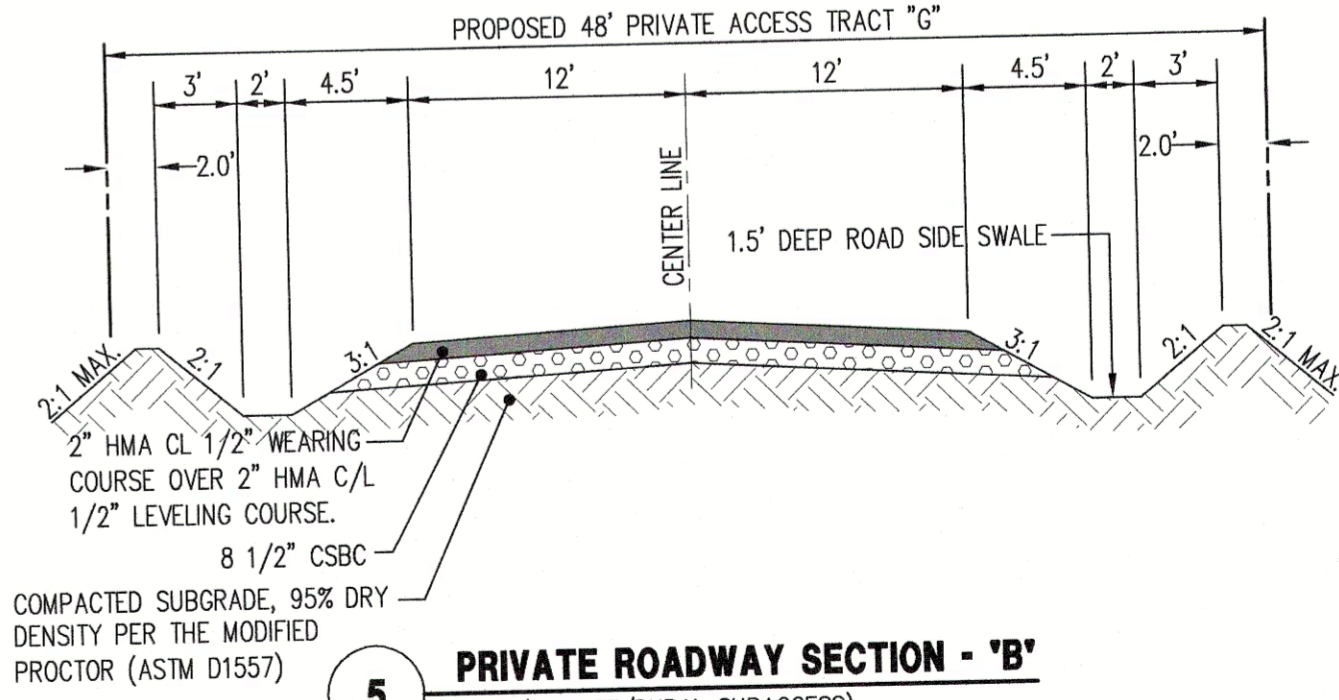 PROPOSED 48' PRIVATE ACCESS TRACT "G"
3' 2' 4.5' 12' 12' 4.5' 2' 3'
2.0' 2.0'
CENTER LINE
1.5' DEEP ROAD SIDE SWALE
2:1 MAX. 2:1 3:1 3:1 2:1 2:1 MAX.
2" HMA CL 1/2" WEARING
COURSE OVER 2" HMA C/L
1/2" LEVELING COURSE.
8 1/2" CSBC
COMPACTED SUBGRADE, 95% DRY
DENSITY PER THE MODIFIED
PROCTOR (ASTM D1557)
5 PRIVATE ROADWAY SECTION - 'B'